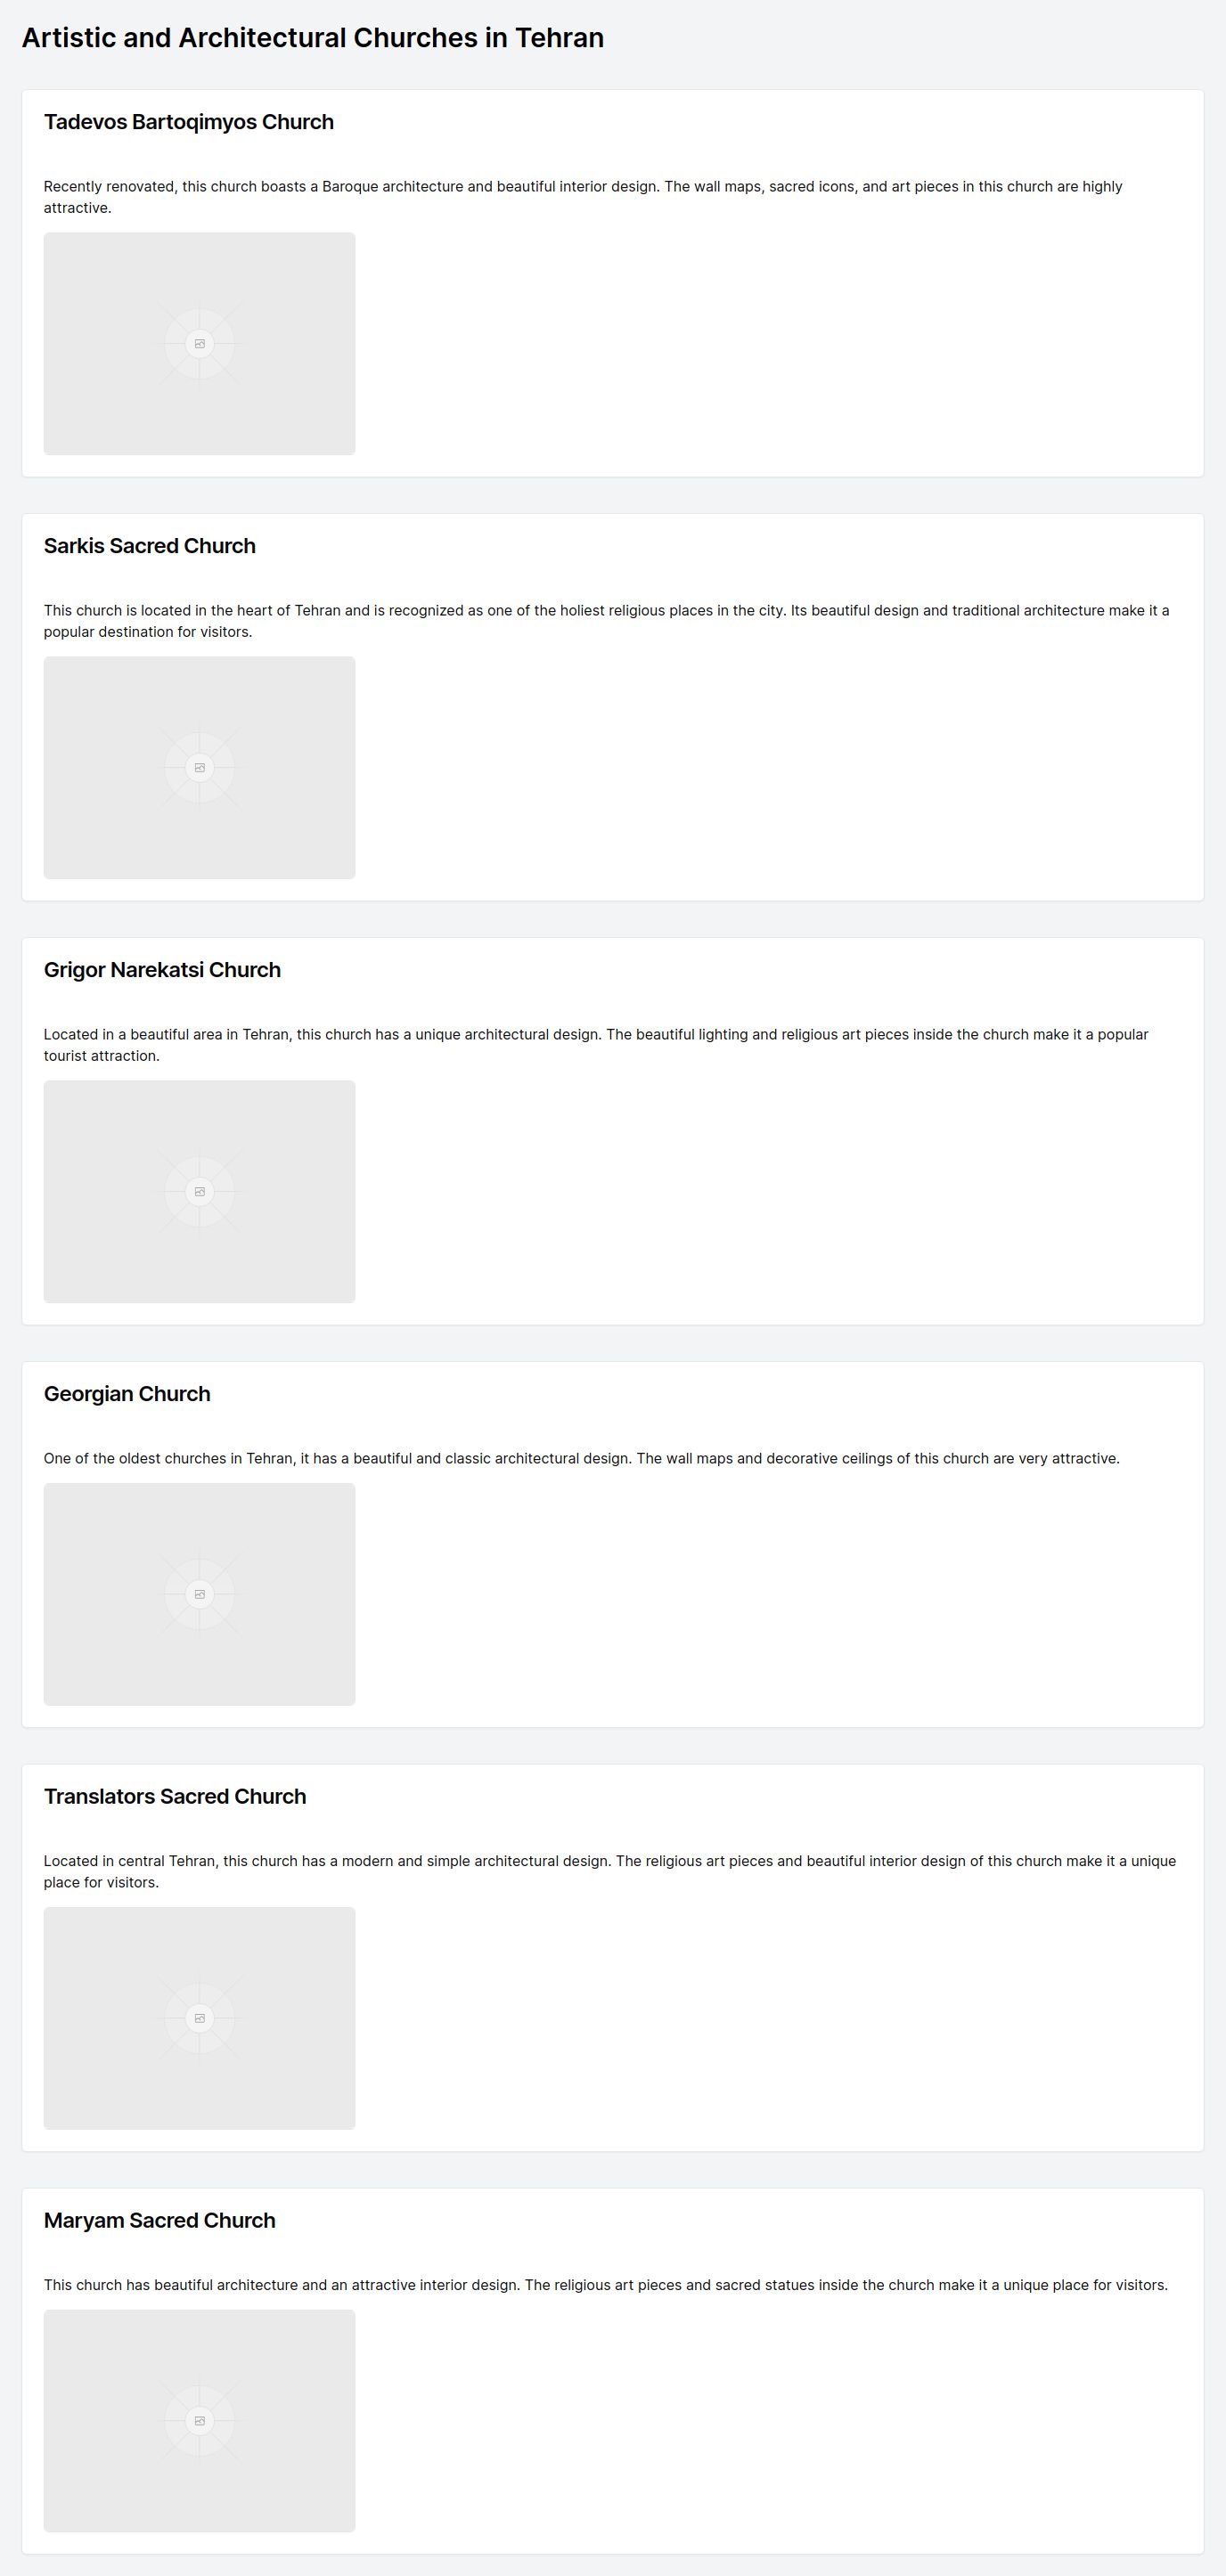 Artistic and Architectural Churches in Tehran
Tadevos Bartoqimyos Church
Recently renovated, this church boasts a Baroque architecture and beautiful interior design. The wall maps, sacred icons, and art pieces in this church are highly
attractive.
Sarkis Sacred Church
This church is located in the heart of Tehran and is recognized as one of the holiest religious places in the city. Its beautiful design and traditional architecture make it a
popular destination for visitors.
Grigor Narekatsi Church
Located in a beautiful area in Tehran, this church has a unique architectural design. The beautiful lighting and religious art pieces inside the church make it a popular
tourist attraction.
Georgian Church
One of the oldest churches in Tehran, it has a beautiful and classic architectural design. The wall maps and decorative ceilings of this church are very attractive.
Translators Sacred Church
Located in central Tehran, this church has a modern and simple architectural design. The religious art pieces and beautiful interior design of this church make it a unique
place for visitors.
Maryam Sacred Church
This church has beautiful architecture and an attractive interior design. The religious art pieces and sacred statues inside the church make it a unique place for visitors.